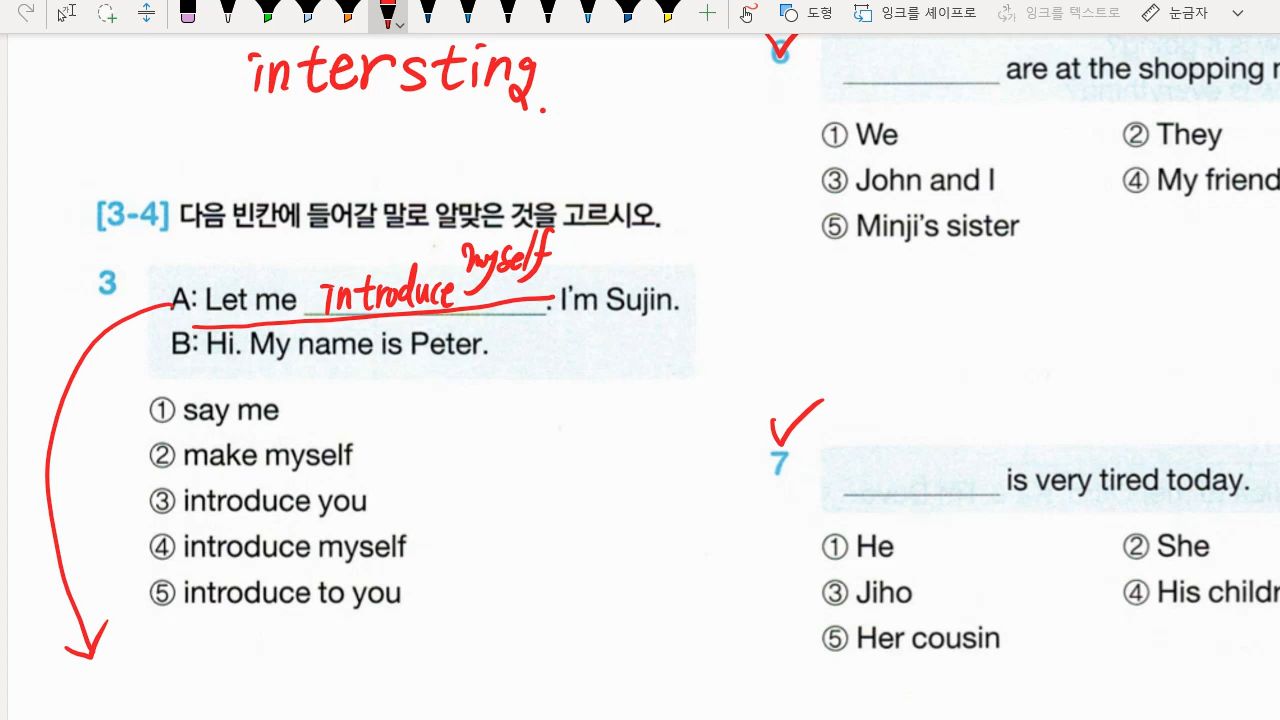 도형
잉크를 셰이프로
잉크를 텍스트로
눈금자
intersting.
[3-4] 다음 빈칸에 들어갈 말로 알맞은 것을 고르시오.
3
myself
A: Let me introduce. I'm Sujin.
B: Hi. My name is Peter.
① say me
② make myself
③ introduce you
④ introduce myself
⑤ introduce to you
are at the shopping
① We
② They
③ John and I
④ My friend
⑤ Minji's sister
7
is very tired today.
① He
② She
③ Jiho
④ His childr
⑤ Her cousin